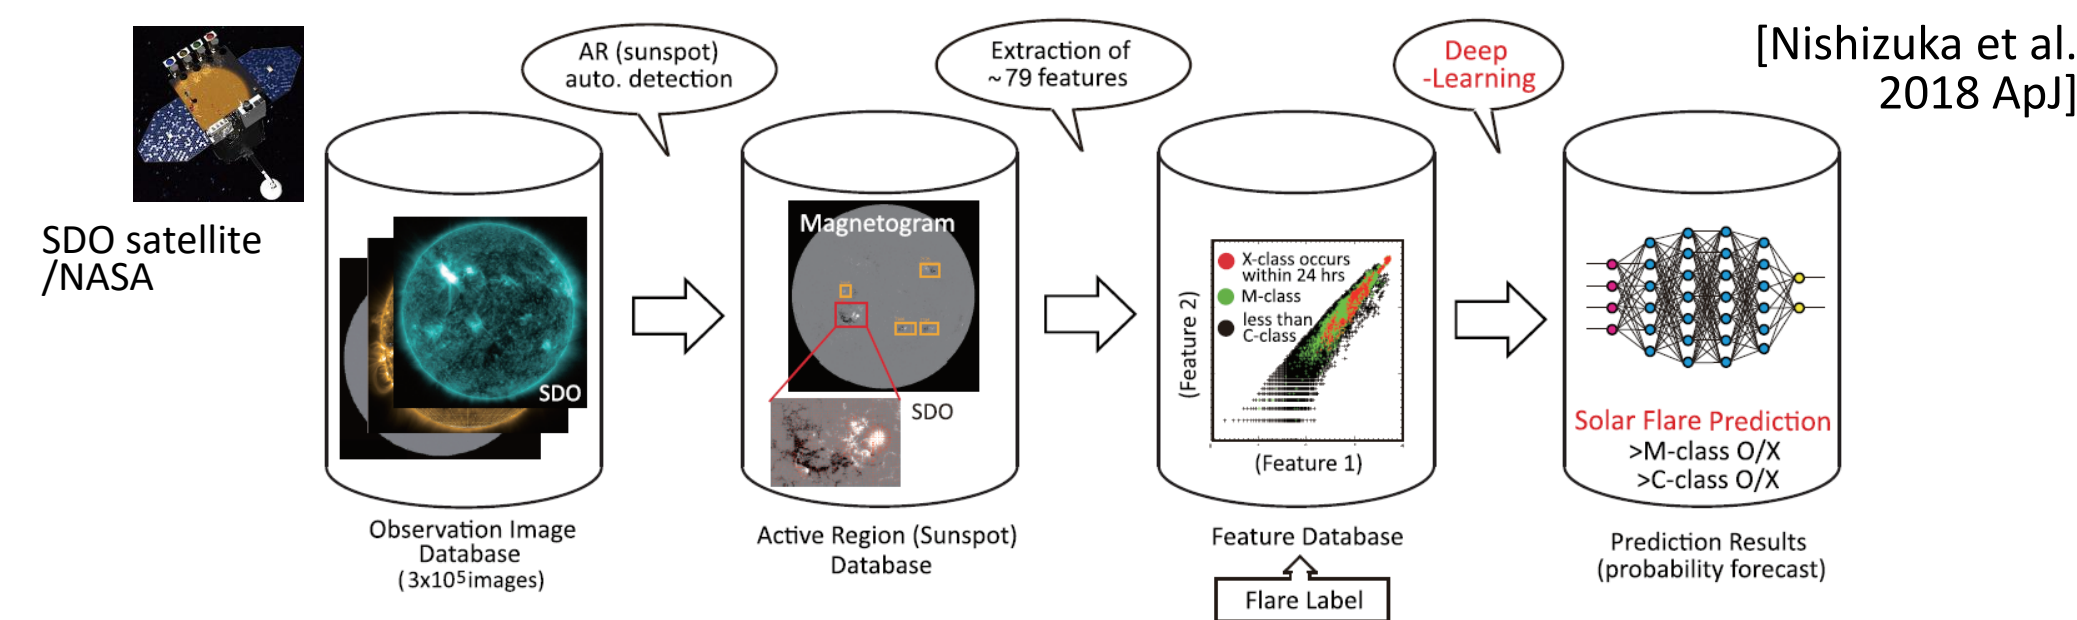 [Nishizuka et al.
2018 ApJ]
SDO satellite
/NASA
AR (sunspot)
auto. detection
Extraction of
~79 features
Deep
-Learning
SDO
Observation Image
Database
(3x10⁵images)
Magnetogram
SDO
Active Region (Sunspot)
Database
X-class occurs
within 24 hrs
M-class
less than
C-class
(Feature 2)
(Feature 1)
Feature Database
Flare Label
Solar Flare Prediction
>M-class O/X
>C-class O/X
Prediction Results
(probability forecast)